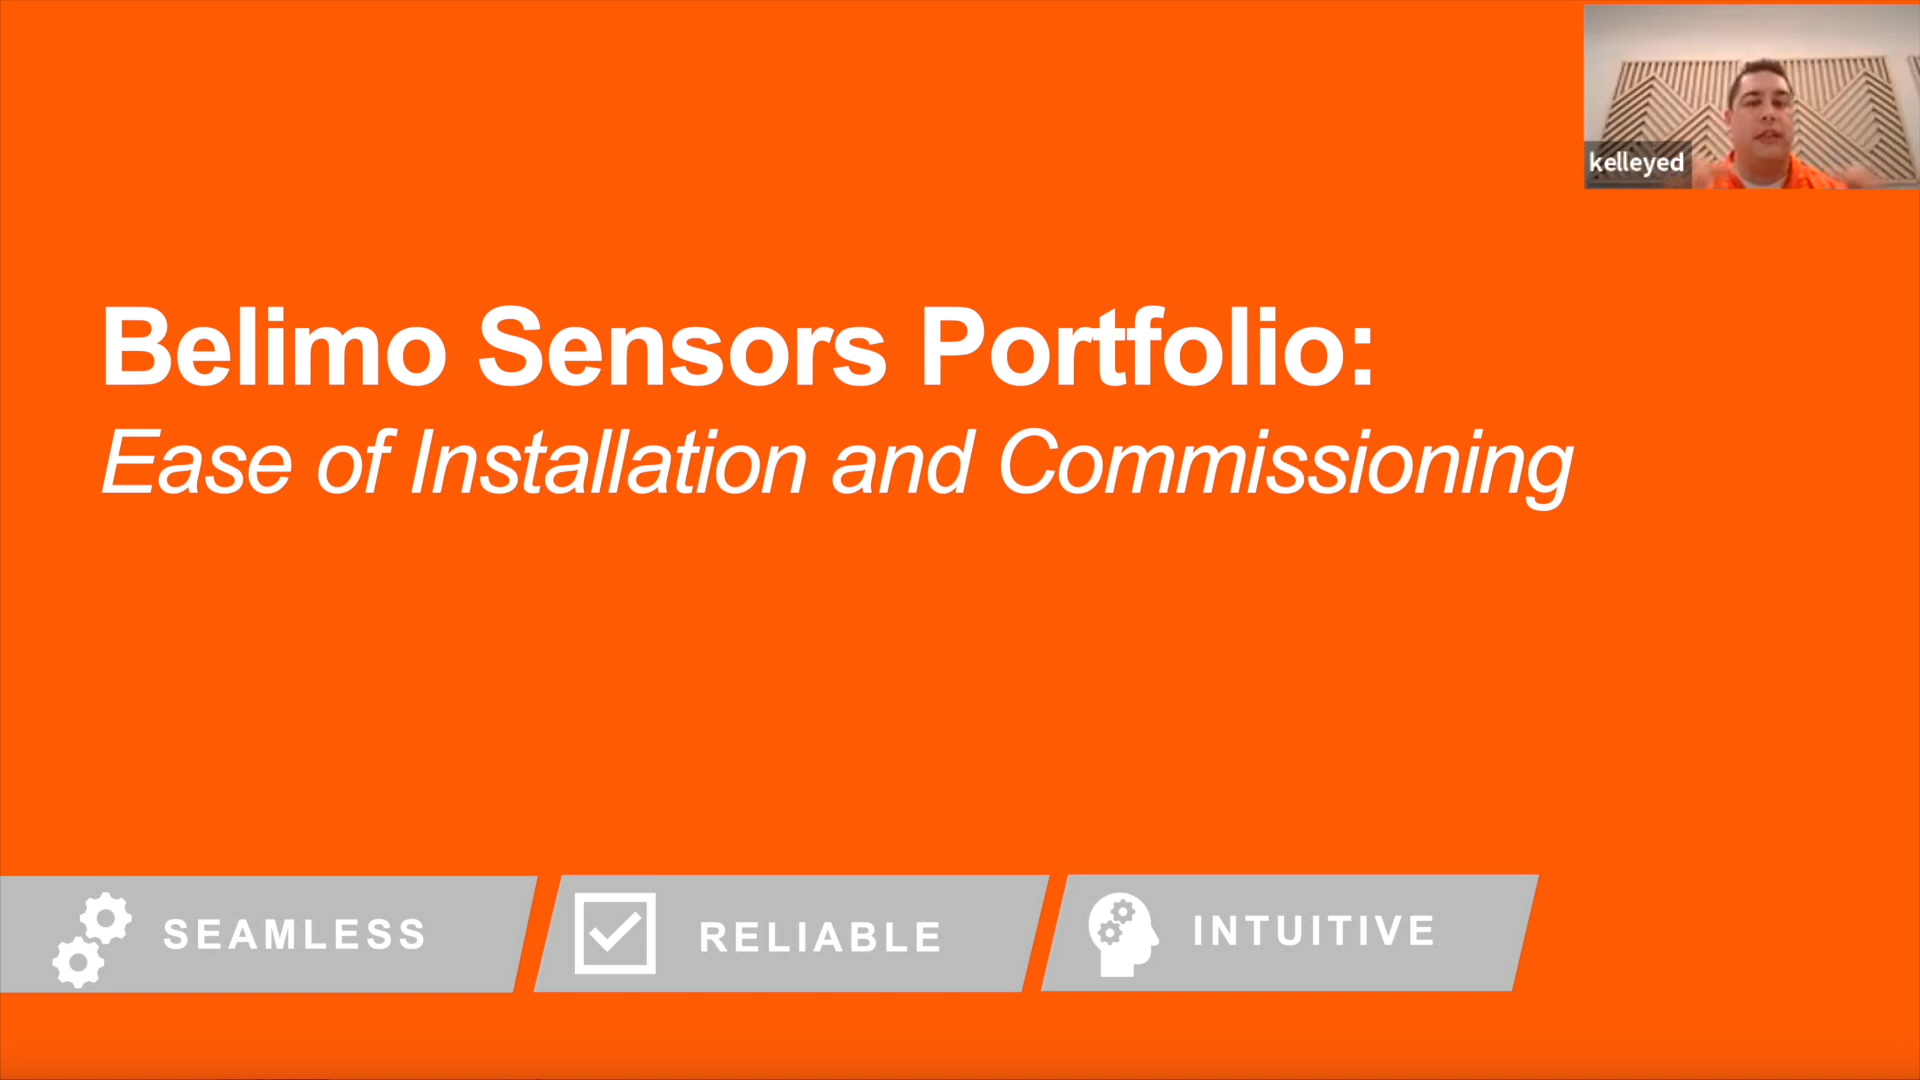 kelleyed
Belimo Sensors Portfolio:
Ease of Installation and Commissioning
SEAMLESS
RELIABLE
INTUITIVE